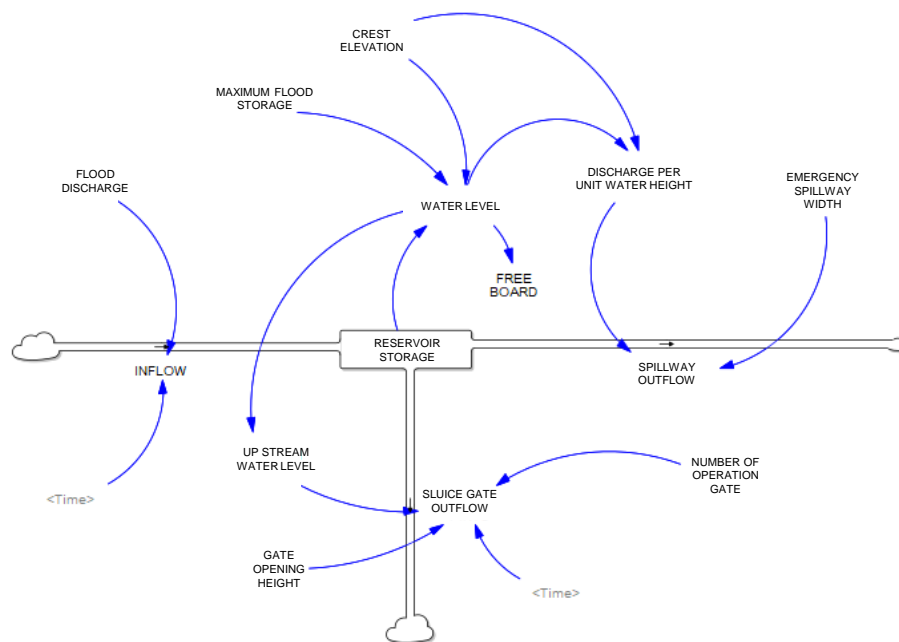 CREST
ELEVATION
MAXIMUM FLOOD
STORAGE
FLOOD
DISCHARGE
DISCHARGE PER
UNIT WATER HEIGHT
EMERGENCY
SPILLWAY
WIDTH
WATER LEVEL
FREE
BOARD
RESERVOIR
STORAGE
INFLOW
SPILLWAY
OUTFLOW
UP STREAM
WATER LEVEL
NUMBER OF
OPERATION
GATE
<Time>
SLUICE GATE
OUTFLOW
GATE
OPENING
HEIGHT
<Time>